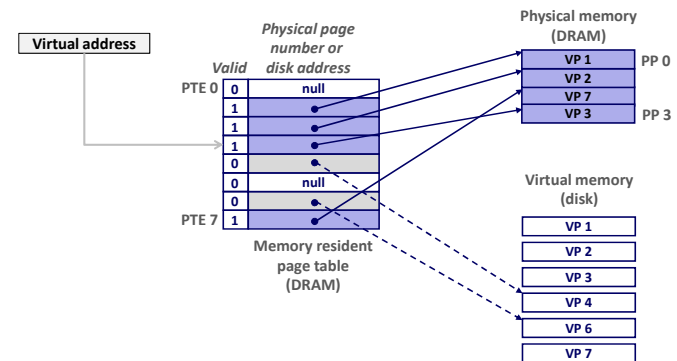 Virtual address
Physical page
number or
disk address
Valid
PTE 0
0
null
1
1
1
0
0
null
0
PTE 7
1
Memory resident
page table
(DRAM)
Physical memory
(DRAM)
VP 1
PP 0
VP 2
VP 7
VP 3
PP 3
Virtual memory
(disk)
VP 1
VP 2
VP 3
VP 4
VP 6
VP 7